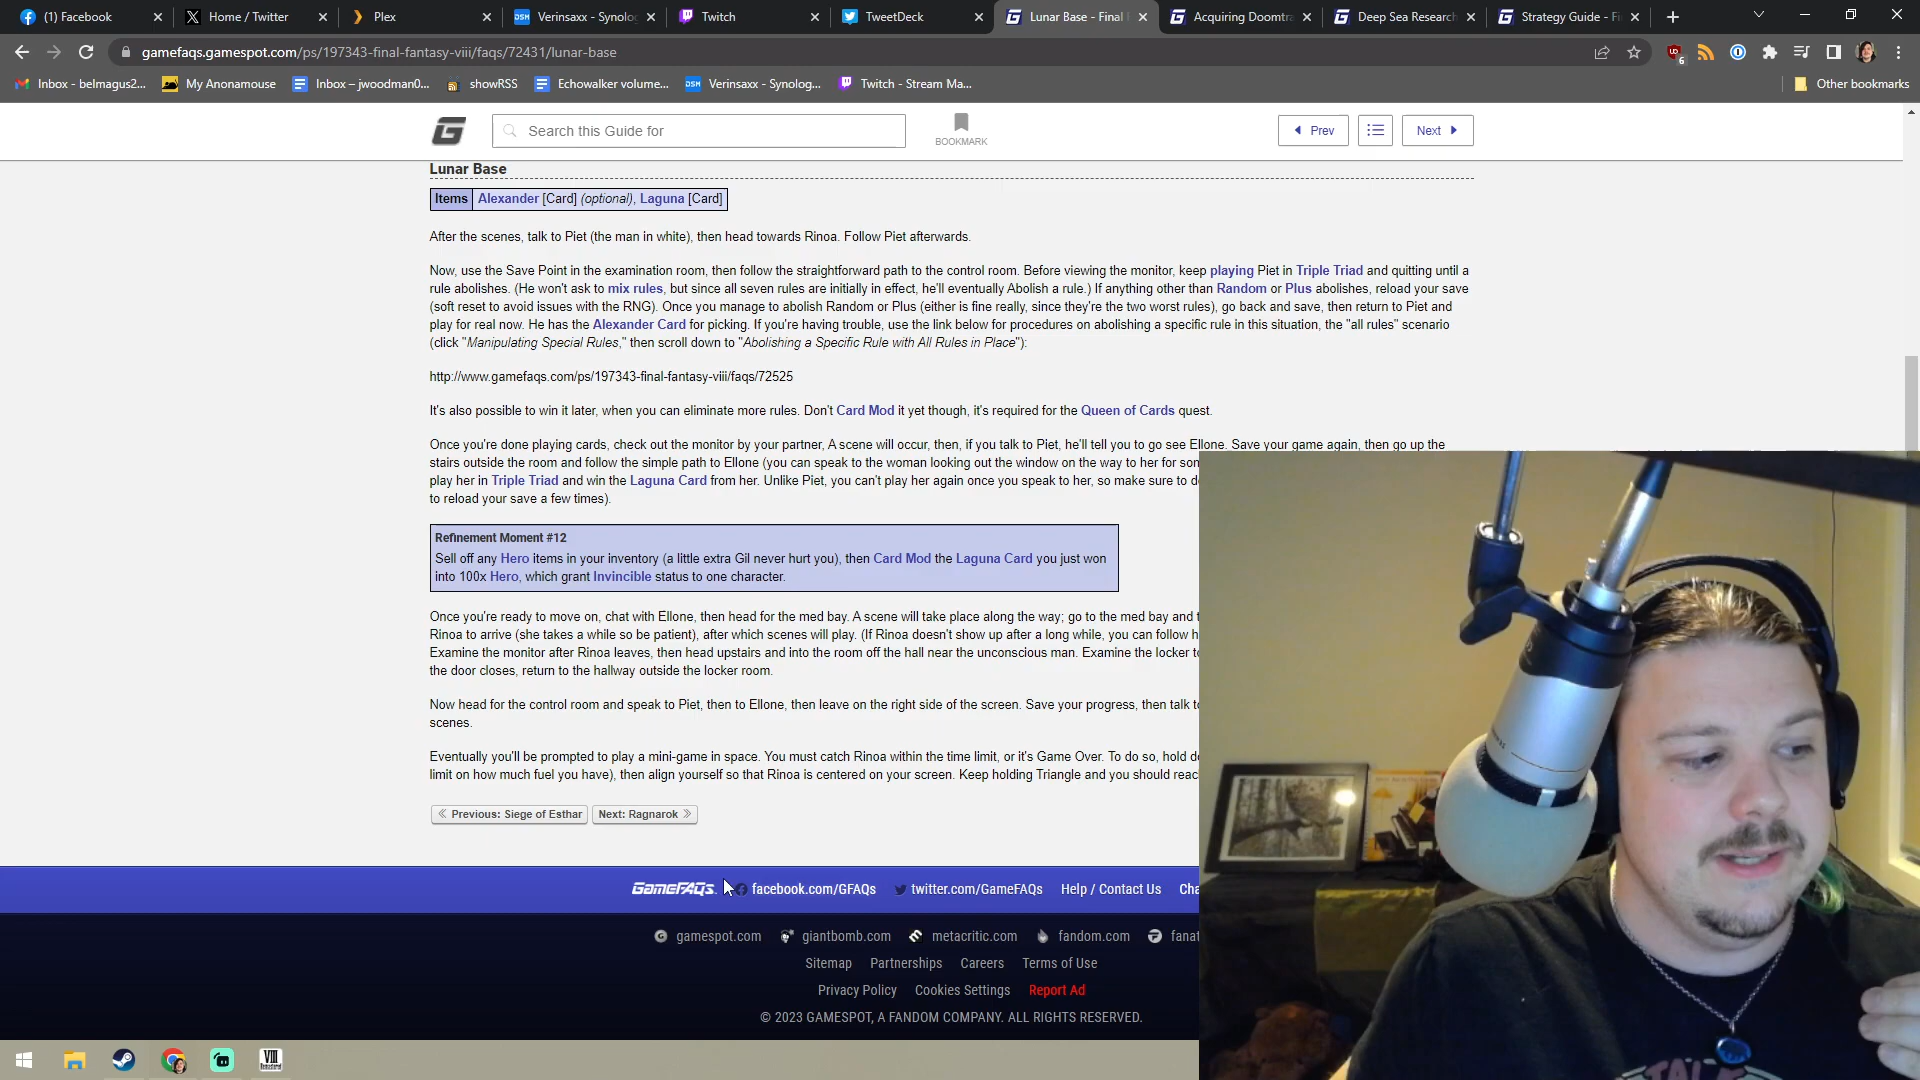 (1) Facebook
Home / Twitter
Plex
Verinsaxx - Synolog
Twitch
TweetDeck
Lunar Base - Final
Acquiring Doomtra
Deep Sea Research
Strategy Guide - Fi
gamefaqs.gamespot.com/ps/197343-final-fantasy-viii/faqs/72431/lunar-base
6
Inbox - belmagus2...
My Anonamouse
Inbox – jwoodman0...
showRSS
Echowalker volume...
Verinsaxx - Synolog...
Twitch - Stream Ma...
Other bookmarks
Search this Guide for
BOOKMARK
Prev
Next
Lunar Base
Items Alexander [Card] (optional), Laguna [Card]
After the scenes, talk to Piet (the man in white), then head towards Rinoa. Follow Piet afterwards.
Now, use the Save Point in the examination room, then follow the straightforward path to the control room. Before viewing the monitor, keep playing Piet in Triple Triad and quitting until a
rule abolishes. (He won't ask to mix rules, but since all seven rules are initially in effect, he'll eventually Abolish a rule.) If anything other than Random or Plus abolishes, reload your save
(soft reset to avoid issues with the RNG). Once you manage to abolish Random or Plus (either is fine really, since they're the two worst rules), go back and save, then return to Piet and
play for real now. He has the Alexander Card for picking. If you're having trouble, use the link below for procedures on abolishing a specific rule in this situation, the "all rules" scenario
(click "Manipulating Special Rules," then scroll down to "Abolishing a Specific Rule with All Rules in Place"):
http://www.gamefaqs.com/ps/197343-final-fantasy-viii/faqs/72525
It's also possible to win it later, when you can eliminate more rules. Don't Card Mod it yet though, it's required for the Queen of Cards quest.
Once you're done playing cards, check out the monitor by your partner, A scene will occur, then, if you talk to Piet, he'll tell you to go see Ellone. Save your game again, then go up the
stairs outside the room and follow the simple path to Ellone (you can speak to the woman looking out the window on the way to her for som
play her in Triple Triad and win the Laguna Card from her. Unlike Piet, you can't play her again once you speak to her, so make sure to d
to reload your save a few times).
Refinement Moment #12
Sell off any Hero items in your inventory (a little extra Gil never hurt you), then Card Mod the Laguna Card you just won
into 100x Hero, which grant Invincible status to one character.
Once you're ready to move on, chat with Ellone, then head for the med bay. A scene will take place along the way; go to the med bay and t
Rinoa to arrive (she takes a while so be patient), after which scenes will play. (If Rinoa doesn't show up after a long while, you can follow h
Examine the monitor after Rinoa leaves, then head upstairs and into the room off the hall near the unconscious man. Examine the locker to
the door closes, return to the hallway outside the locker room.
Now head for the control room and speak to Piet, then to Ellone, then leave on the right side of the screen. Save your progress, then talk to
scenes.
Eventually you'll be prompted to play a mini-game in space. You must catch Rinoa within the time limit, or it's Game Over. To do so, hold do
limit on how much fuel you have), then align yourself so that Rinoa is centered on your screen. Keep holding Triangle and you should reac
Previous: Siege of Esthar
Next: Ragnarok
GameFAQs.
facebook.com/GFAQs
twitter.com/GameFAQs
Help / Contact Us
Cha
gamespot.com
giantbomb.com
metacritic.com
fandom.com
fanat
Sitemap
Partnerships
Careers
Terms of Use
Privacy Policy
Cookies Settings
Report Ad
© 2023 GAMESPOT, A FANDOM COMPANY. ALL RIGHTS RESERVED.
VIII